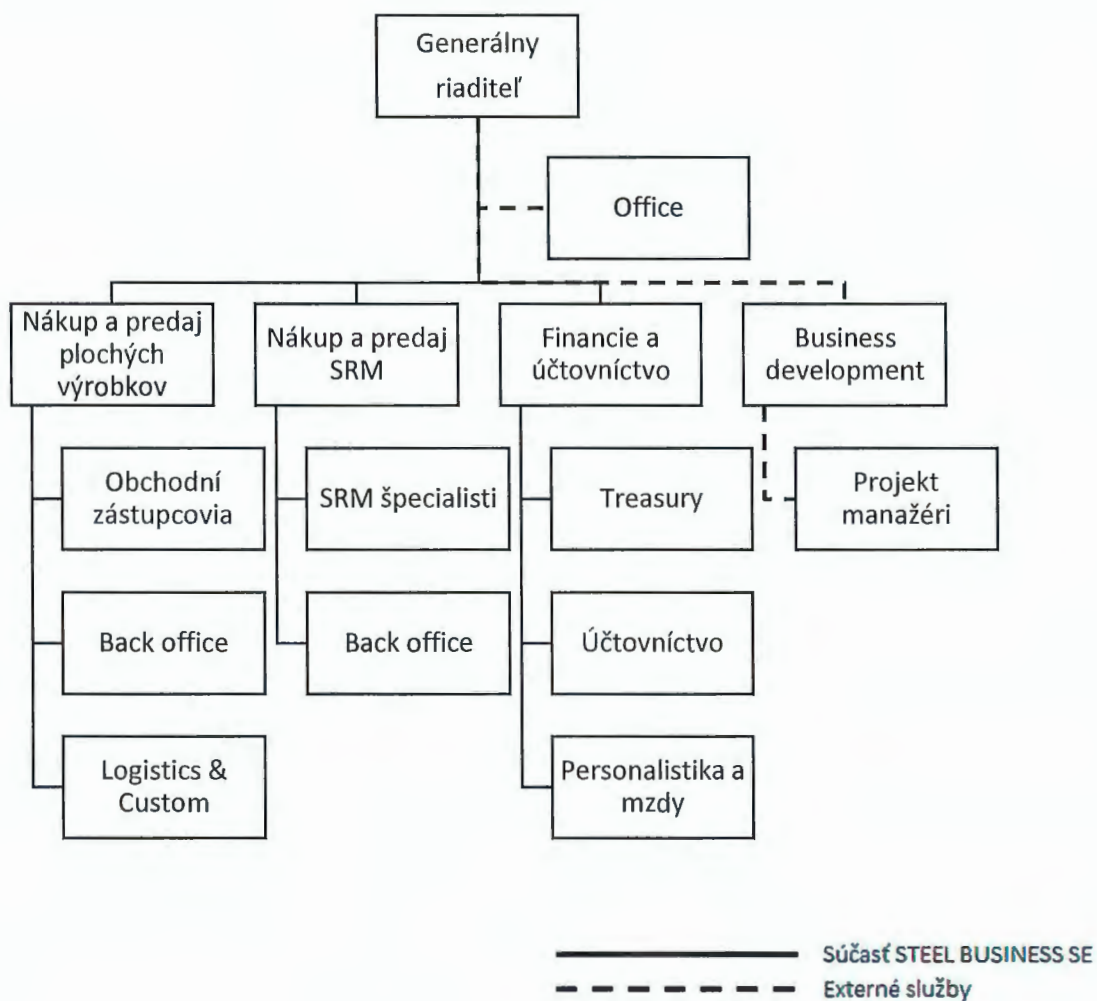 Generálny
riaditeľ
Office
Nákup a predaj
plochých
výrobkov
Nákup a predaj
SRM
Financie a
účtovníctvo
Business
development
Obchodní
zástupcovia
SRM špecialisti
Treasury
Projekt
manažéri
Back office
Back office
Účtovníctvo
Logistics &
Custom
Personalistika a
mzdy
Súčasť STEEL BUSINESS SE
Externé služby